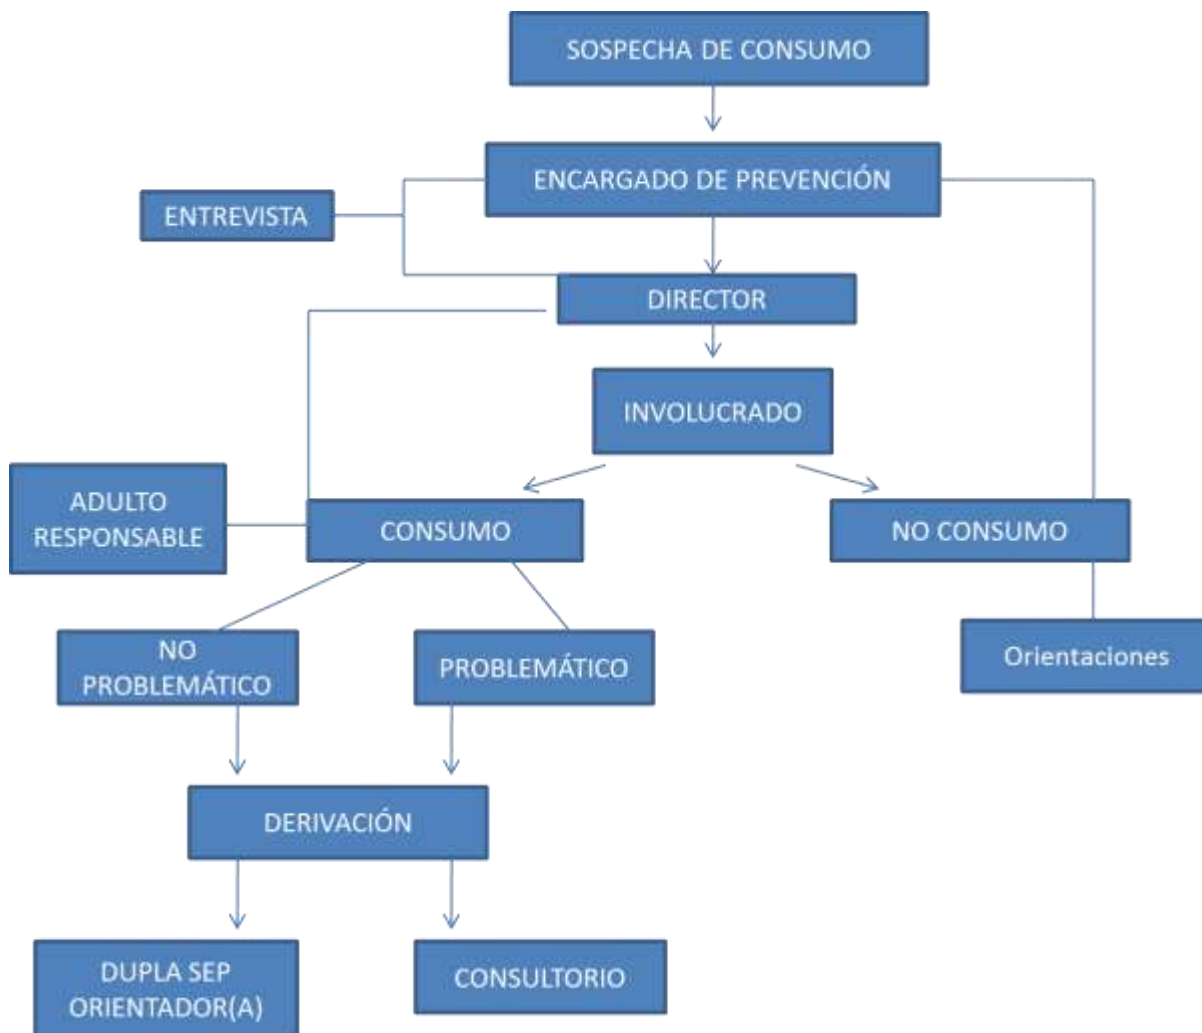 SOSPECHA DE CONSUMO
ENCARGADO DE PREVENCIÓN
ENTREVISTA
DIRECTOR
INVOLUCRADO
ADULTO
RESPONSABLE
CONSUMO
NO CONSUMO
NO
PROBLEMÁTICO
PROBLEMÁTICO
Orientaciones
DERIVACIÓN
DUPLA SEP
ORIENTADOR(A)
CONSULTORIO